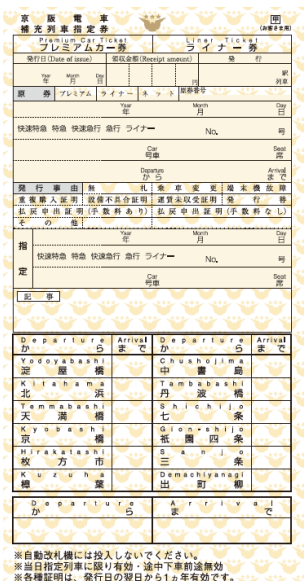 京阪電車
補充列車指定券
(お客さま用)
Premium Car Ticket Liner Ticket
プレミアムカー券 ライナー券
発行日(Date of issue) 領収金額(Receipt amount) 発行
Year Month Day
年 月 日 円 駅
列車
原券 プレミアム ライナー ネット 原券番号
Year Month Day
年 月 日
快速特急 特急 快速急行 急行 ライナー No. 号
Car Seat
号車 席
Departure Arrival
から まで
発行事由 無札 乗車変更 端末機故障
重複購入証明 設備不具合証明 運賃未収受証明 発行替
払戻申出証明(手数料あり) 払戻申出証明(手数料なし)
その他
指定
Year Month Day
年 月 日
快速特急 特急 快速急行 急行 ライナー No. 号
Car Seat
号車 席
記事
Departure Arrival Departure Arrival
から まで から まで
Yodoyabashi Chushojima
淀屋橋 中書島
Kitahama Tambabashi
北浜 丹波橋
Temmabashi Shichijo
天満橋 七条
Kyobashi Gion-shijo
京橋 祇園四条
Hirakatashi Sanjo
枚方市 三条
Kuzuha Demachiyanagi
樟葉 出町柳
Departure Arrival
から まで
※自動改札機には投入しないでください。
※当日指定列車に限り有効・途中下車前途無効
※各種証明は、発行日の翌日から1ヵ年有効です。